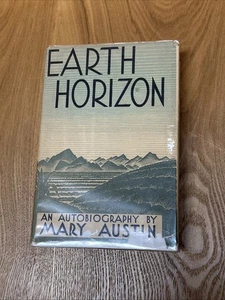 EARTH
HORIZON
AN AUTOBIOGRAPHY BY
MARY AUSTIN